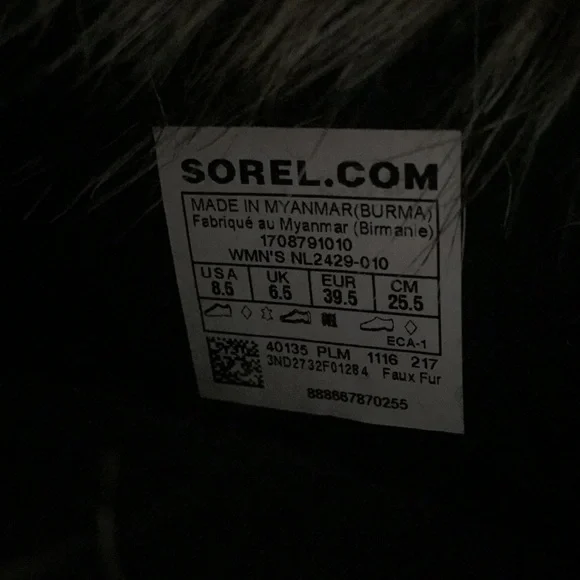 SOREL.COM
MADE IN MYANMAR(BURMA)
Fabriqué au Myanmar (Birmanie)
1708791010
WMN'S NL2429-010
USA UK EUR CM
8.5 6.5 39.5 25.5
ECA-1
40135 PLM 1116 217
3ND2732F01284 Faux Fur
888667870255